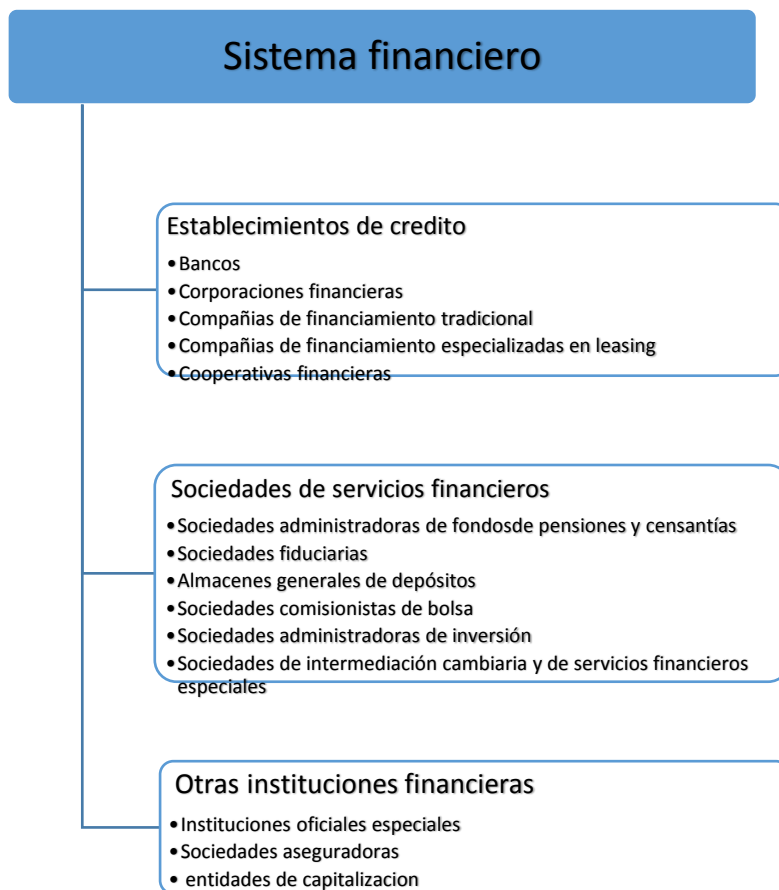 Sistema financiero
Establecimientos de credito
•Bancos
•Corporaciones financieras
•Compañias de financiamiento tradicional
•Compañias de financiamiento especializadas en leasing
•Cooperativas financieras
Sociedades de servicios financieros
•Sociedades administradoras de fondosde pensiones y censantías
•Sociedades fiduciarias
•Almacenes generales de depósitos
•Sociedades comisionistas de bolsa
•Sociedades administradoras de inversión
•Sociedades de intermediación cambiaria y de servicios financieros
especiales
Otras instituciones financieras
•Instituciones oficiales especiales
•Sociedades aseguradoras
• entidades de capitalizacion